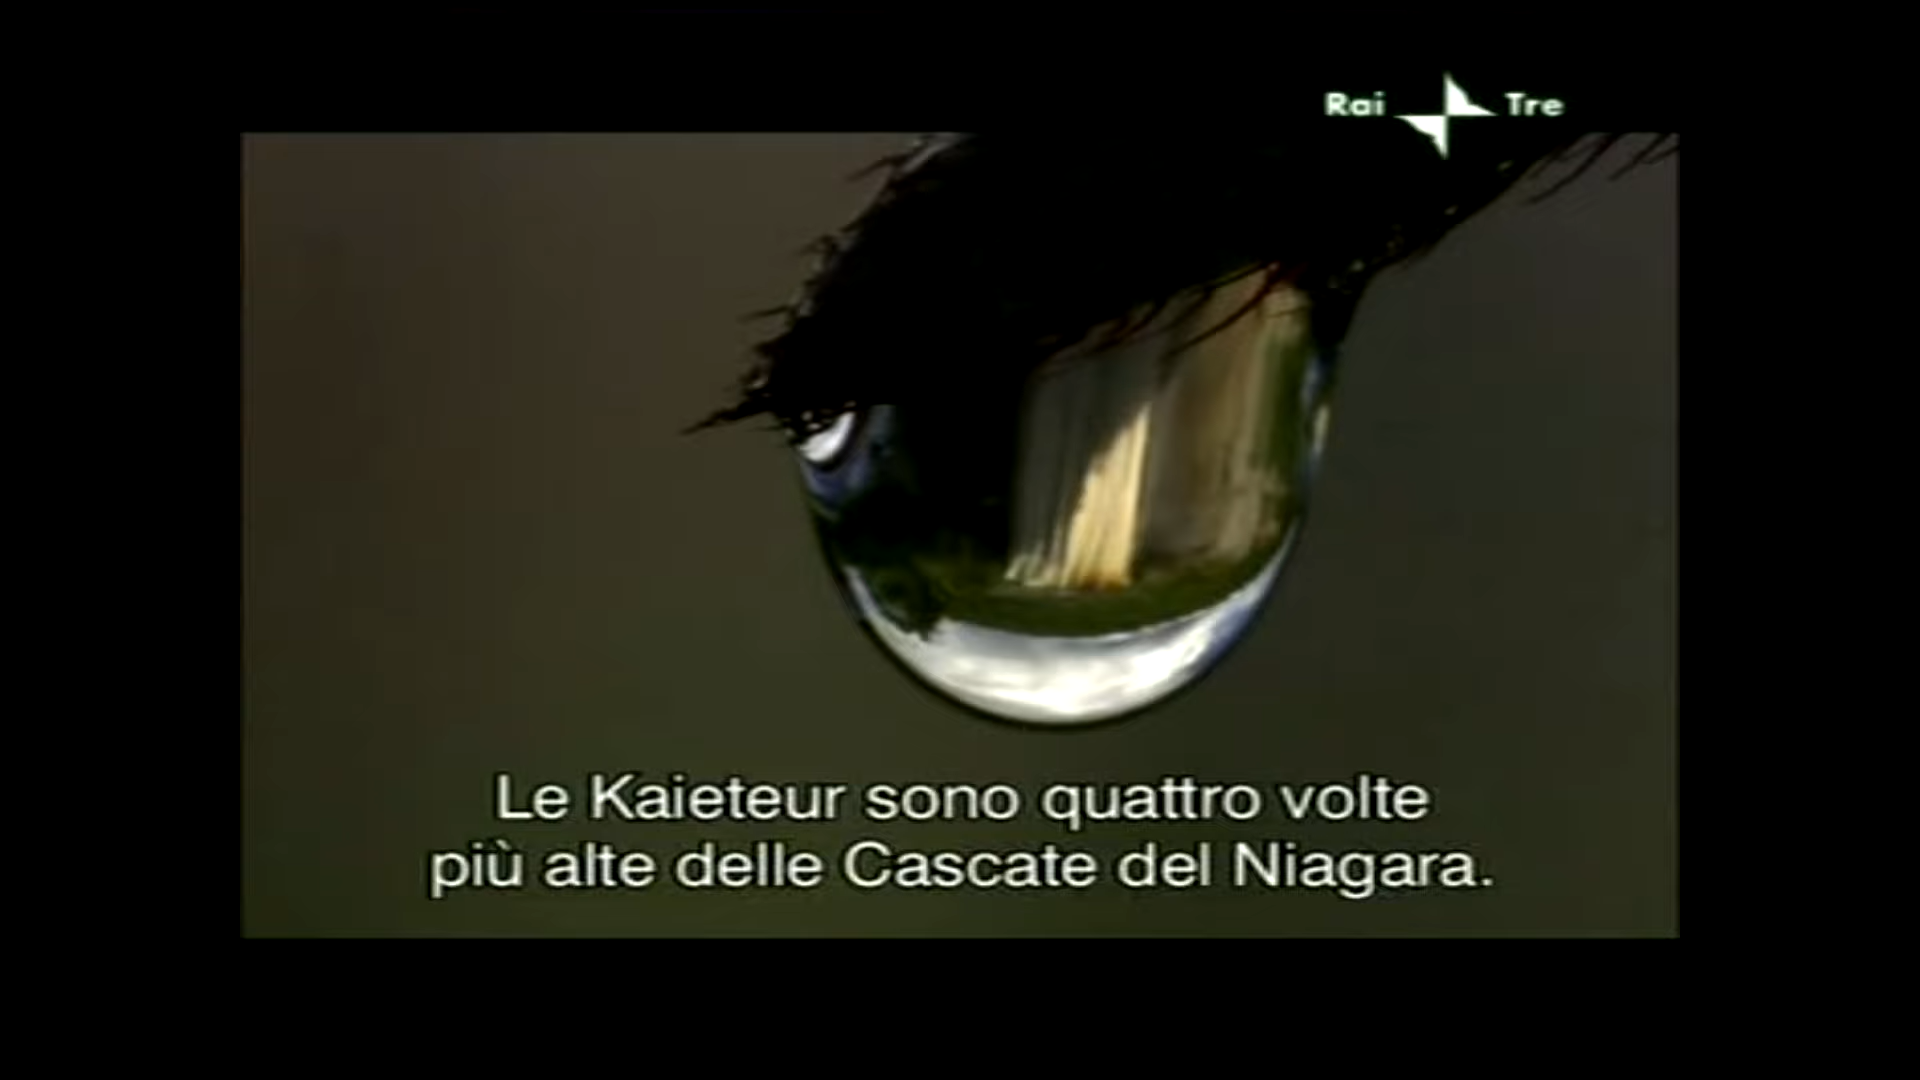 Rai Tre
Le Kaieteur sono quattro volte
più alte delle Cascate del Niagara.